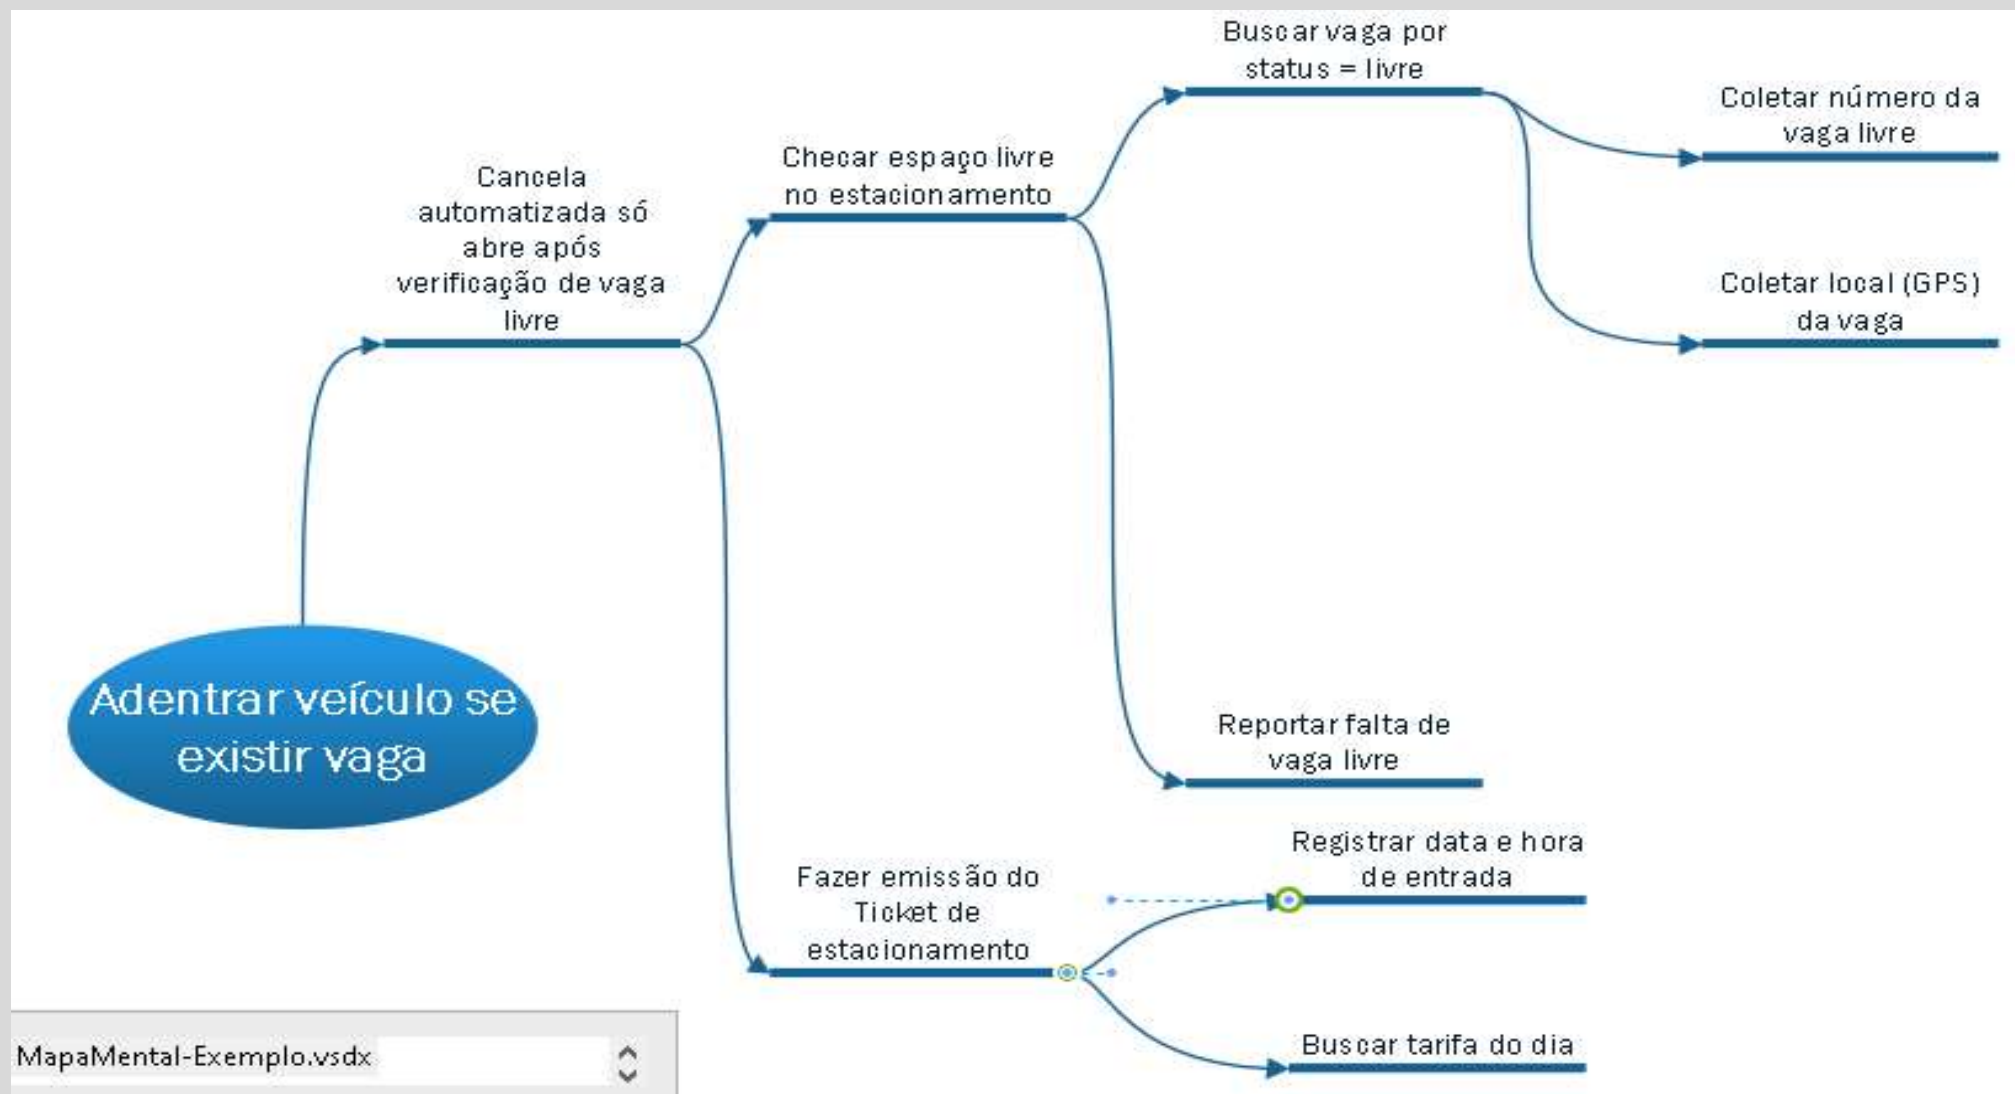 Buscar vaga por
status = livre
Coletar número da
vaga livre
Checar espaço livre
no estacionamento
Cancela
automatizada só
abre após
verificação de vaga
livre
Coletar local (GPS)
da vaga
Adentrar veículo se
existir vaga
Reportar falta de
vaga livre
Registrar data e hora
de entrada
Fazer emissão do
Ticket de
estacionamento
Buscar tarifa do dia
MapaMental-Exemplo.vsdx